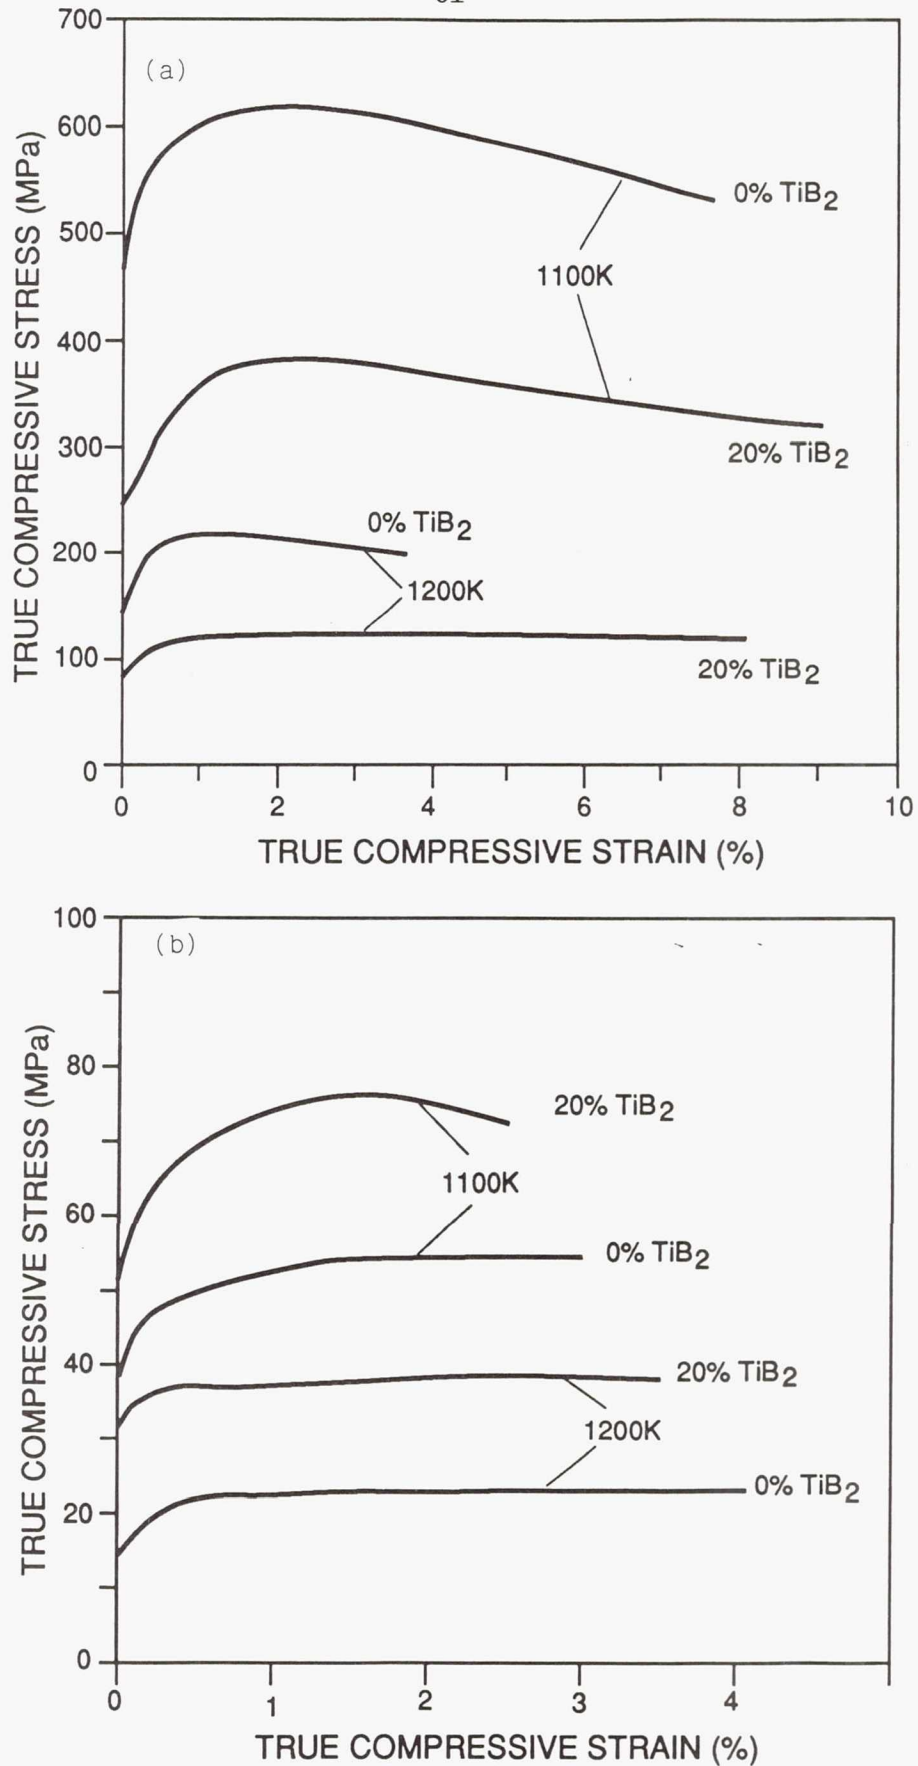 700
(a)
600
500
400
300
200
100
0
TRUE COMPRESSIVE STRESS (MPa)
0% TiB2
1100K
20% TiB2
0% TiB2
1200K
20% TiB2
0 2 4 6 8 10
TRUE COMPRESSIVE STRAIN (%)
100
(b)
80
60
40
20
0
TRUE COMPRESSIVE STRESS (MPa)
20% TiB2
1100K
0% TiB2
20% TiB2
1200K
0% TiB2
0 1 2 3 4
TRUE COMPRESSIVE STRAIN (%)